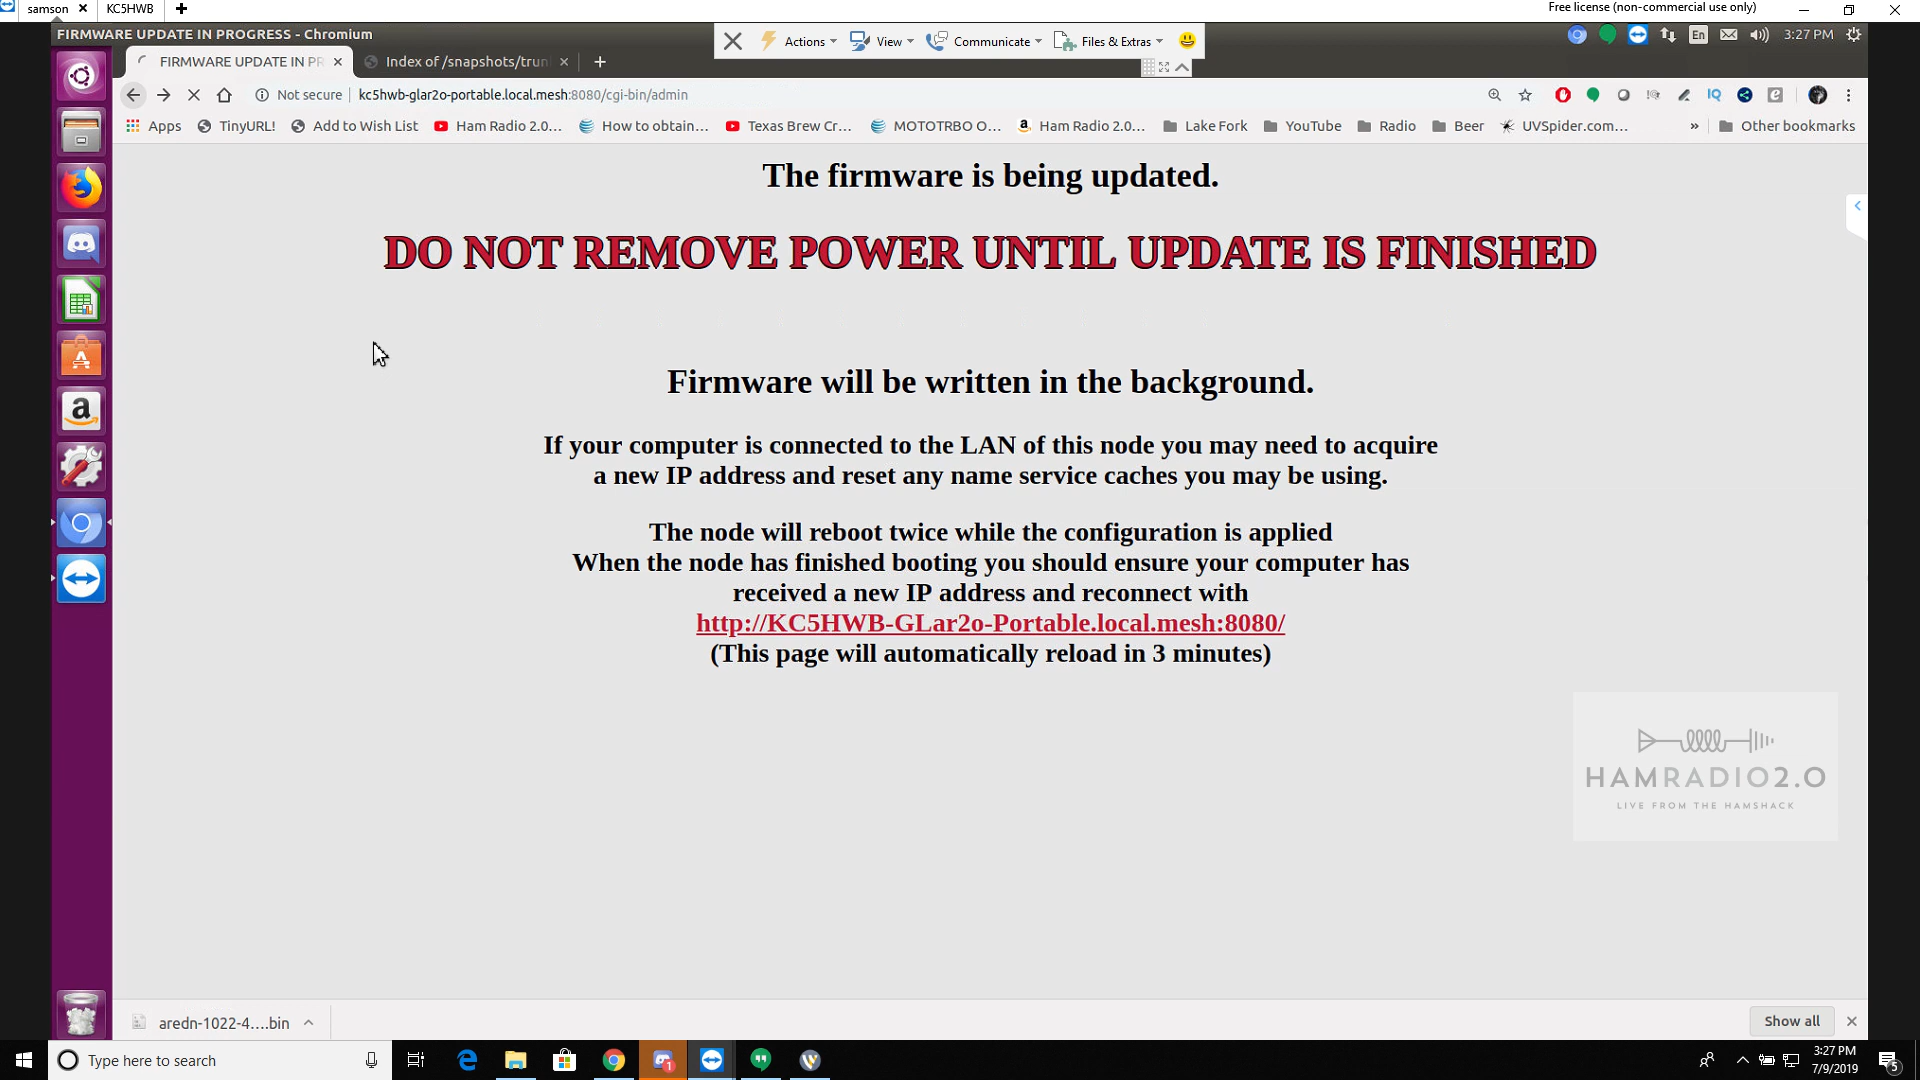 samson
KC5HWB
Free license (non-commercial use only)
FIRMWARE UPDATE IN PROGRESS - Chromium
Actions
View
Communicate
Files & Extras
En
3:27 PM
FIRMWARE UPDATE IN PR
Index of /snapshots/trun
Not secure
kc5hwb-glar2o-portable.local.mesh:8080/cgi-bin/admin
IQ
Apps
TinyURL!
Add to Wish List
Ham Radio 2.0...
How to obtain...
Texas Brew Cr...
MOTOTRBO O...
Ham Radio 2.0...
Lake Fork
YouTube
Radio
Beer
UVSpider.com...
»
Other bookmarks
The firmware is being updated.
DO NOT REMOVE POWER UNTIL UPDATE IS FINISHED
Firmware will be written in the background.
If your computer is connected to the LAN of this node you may need to acquire
a new IP address and reset any name service caches you may be using.
The node will reboot twice while the configuration is applied
When the node has finished booting you should ensure your computer has
received a new IP address and reconnect with
http://KC5HWB-GLar2o-Portable.local.mesh:8080/
(This page will automatically reload in 3 minutes)
HAMRADIO2.0
LIVE FROM THE HAMSHACK
aredn-1022-4....bin
Show all
Type here to search
1
3:27 PM
7/9/2019
5